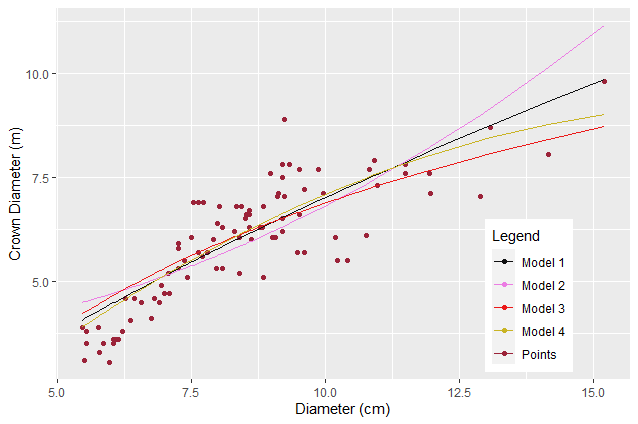 Crown Diameter (m)
10.0
7.5
5.0
Legend
Model 1
Model 2
Model 3
Model 4
Points
5.0 7.5 10.0 12.5 15.0
Diameter (cm)